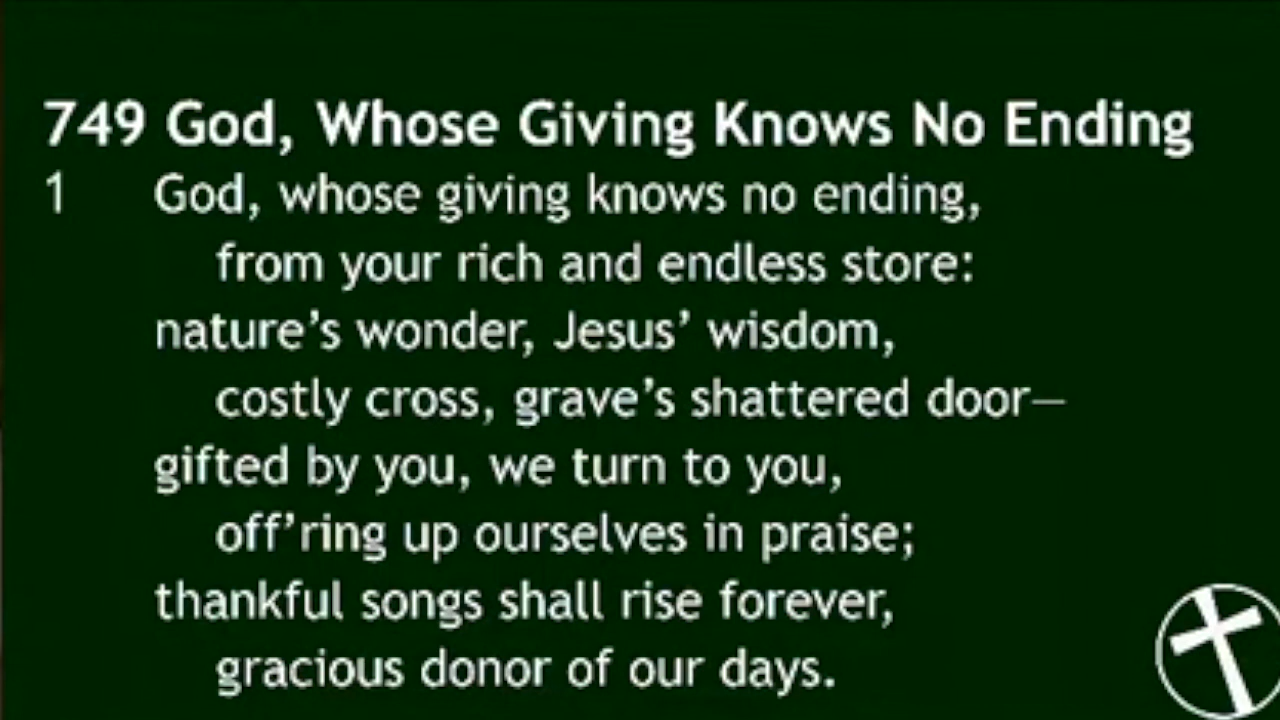 749 God, Whose Giving Knows No Ending
1 God, whose giving knows no ending,
from your rich and endless store:
nature’s wonder, Jesus’ wisdom,
costly cross, grave’s shattered door—
gifted by you, we turn to you,
off’ring up ourselves in praise;
thankful songs shall rise forever,
gracious donor of our days.